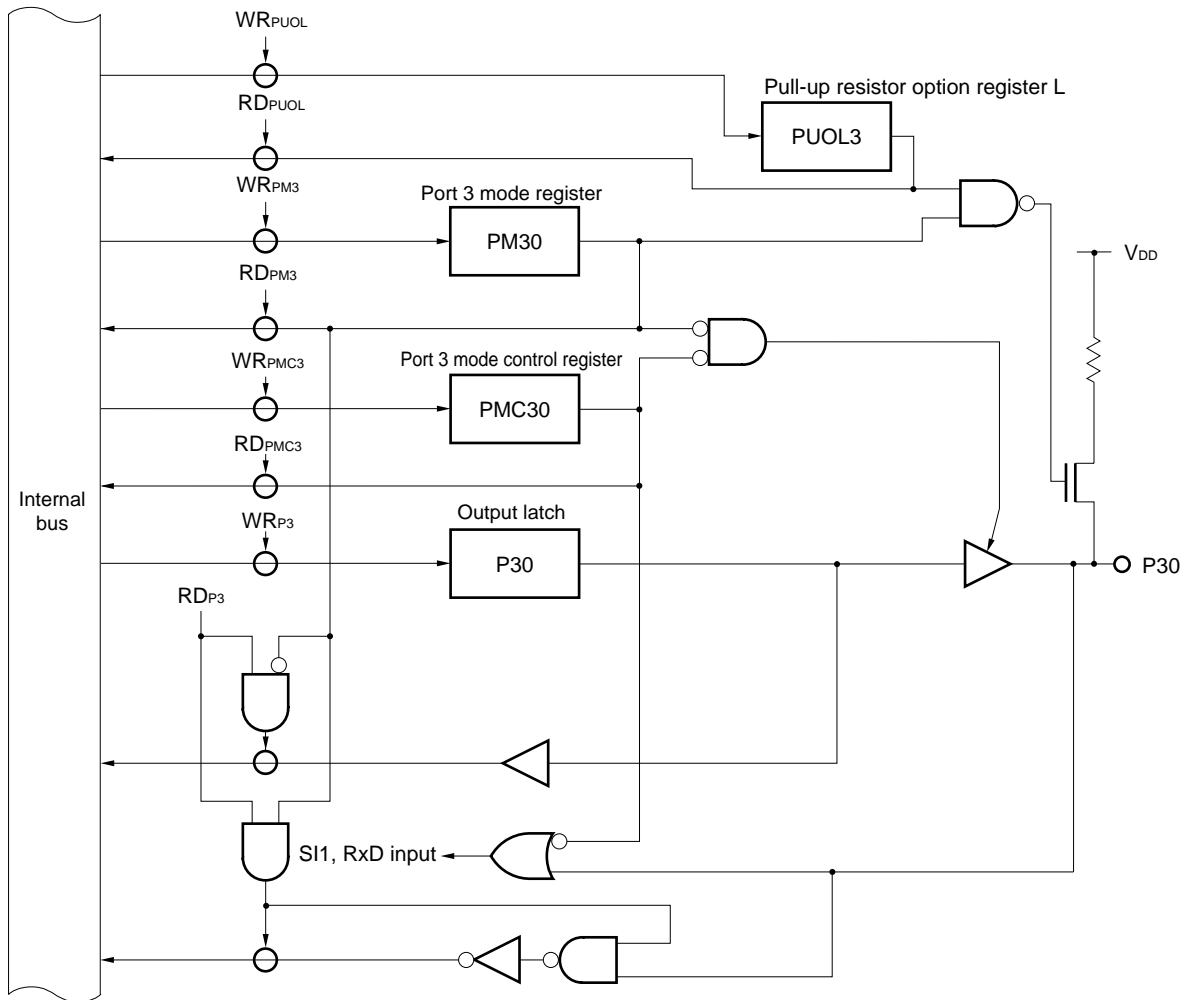 WRPUOL
RDPUOL
Pull-up resistor option register L
PUOL3
WRPM3
Port 3 mode register
PM30
VDD
RDPM3
WRPMC3
Port 3 mode control register
PMC30
RDPMC3
Internal
bus
WRP3
Output latch
P30
P30
RDP3
SI1, RxD input